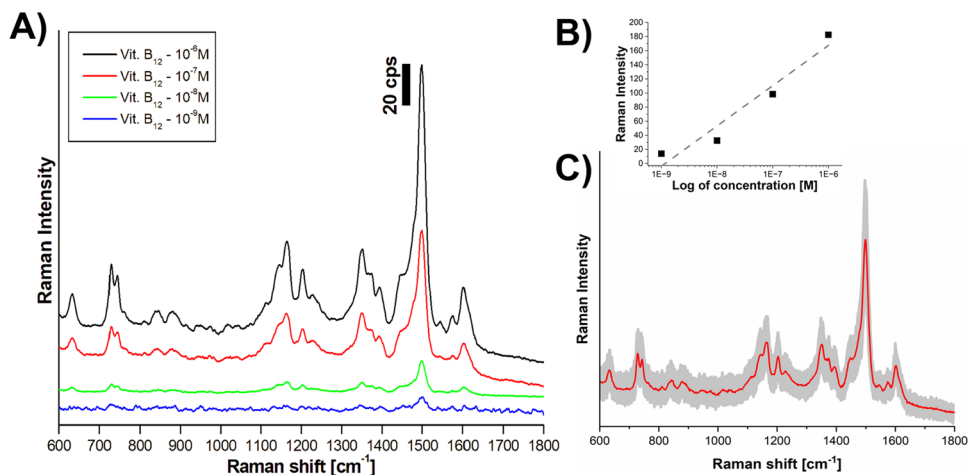 A)
Vit. B12 - 10-6M
Vit. B12 - 10-7M
Vit. B12 - 10-8M
Vit. B12 - 10-9M
20 cps
Raman Intensity
600 700 800 900 1000 1100 1200 1300 1400 1500 1600 1700 1800
Raman shift [cm-1]
B)
200
180
160
140
120
100
80
60
40
20
0
Raman Intensity
1E-9 1E-8 1E-7 1E-6
Log of concentration [M]
C)
Raman Intensity
600 800 1000 1200 1400 1600 1800
Raman shift [cm-1]